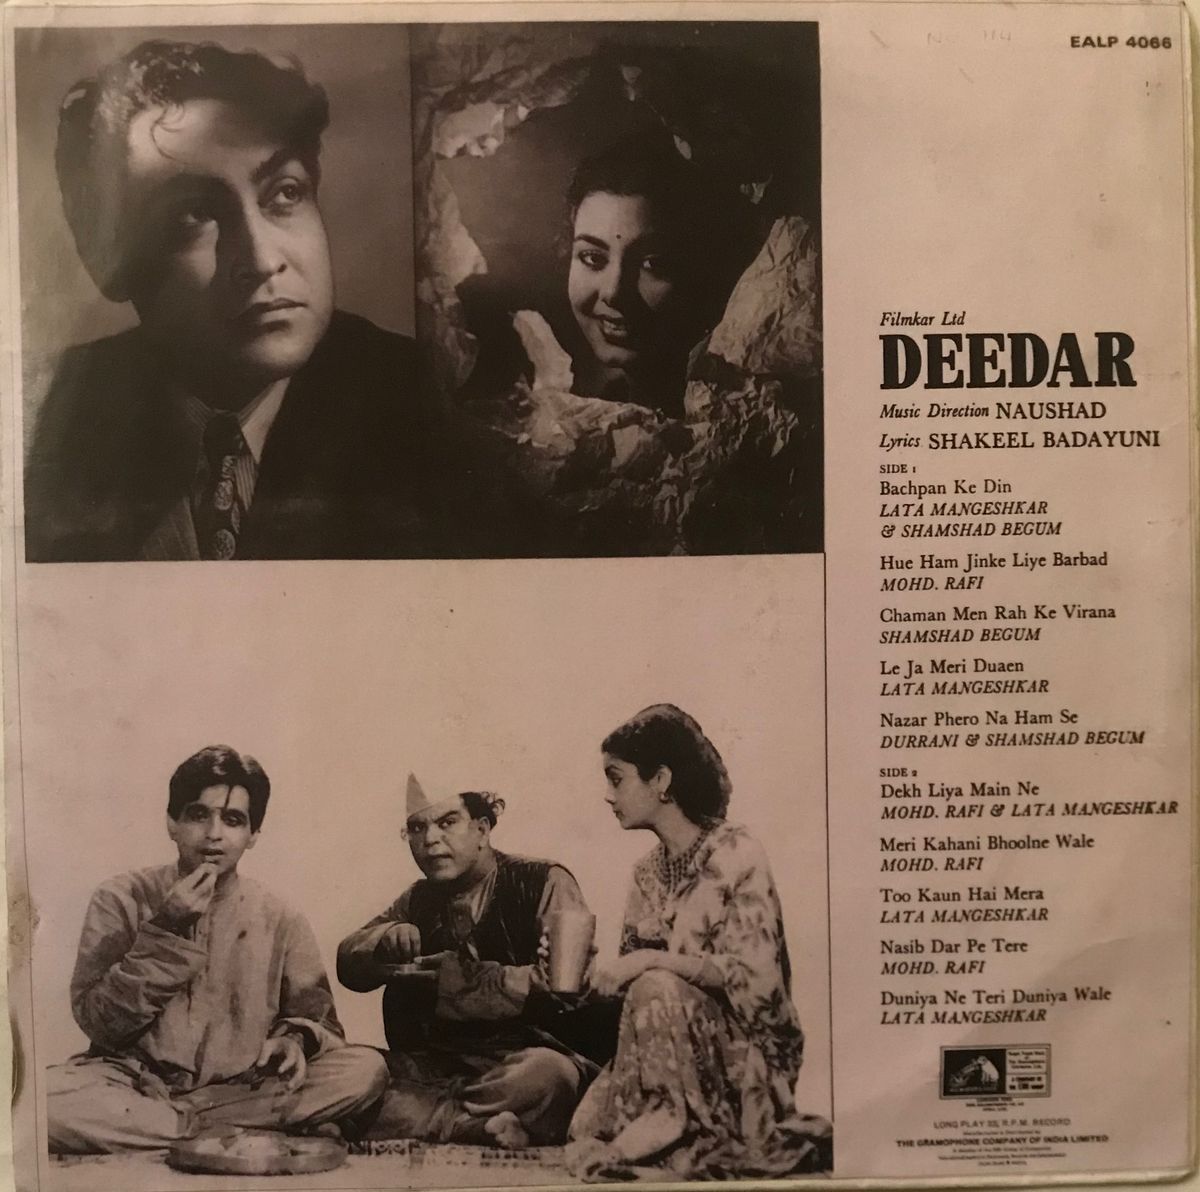 No. 114
EALP 4066
Filmkar Ltd
DEEDAR
Music Direction NAUSHAD
Lyrics SHAKEEL BADAYUNI
SIDE 1
Bachpan Ke Din
LATA MANGESHKAR
& SHAMSHAD BEGUM
Hue Ham Jinke Liye Barbad
MOHD. RAFI
Chaman Men Rah Ke Virana
SHAMSHAD BEGUM
Le Ja Meri Duaen
LATA MANGESHKAR
Nazar Phero Na Ham Se
DURRANI & SHAMSHAD BEGUM
SIDE 2
Dekh Liya Main Ne
MOHD. RAFI & LATA MANGESHKAR
Meri Kahani Bhoolne Wale
MOHD. RAFI
Too Kaun Hai Mera
LATA MANGESHKAR
Nasib Dar Pe Tere
MOHD. RAFI
Duniya Ne Teri Duniya Wale
LATA MANGESHKAR
LONG PLAY 33⅓ R.P.M. RECORD
THE GRAMOPHONE COMPANY OF INDIA LIMITED